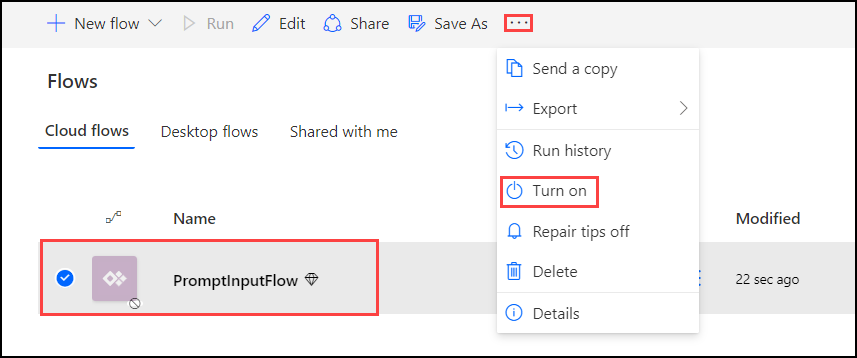 New flow
Run
Edit
Share
Save As
...
Flows
Send a copy
Export
Cloud flows
Desktop flows
Shared with me
Run history
Turn on
Name
Modified
Repair tips off
PromptInputFlow
22 sec ago
Delete
Details